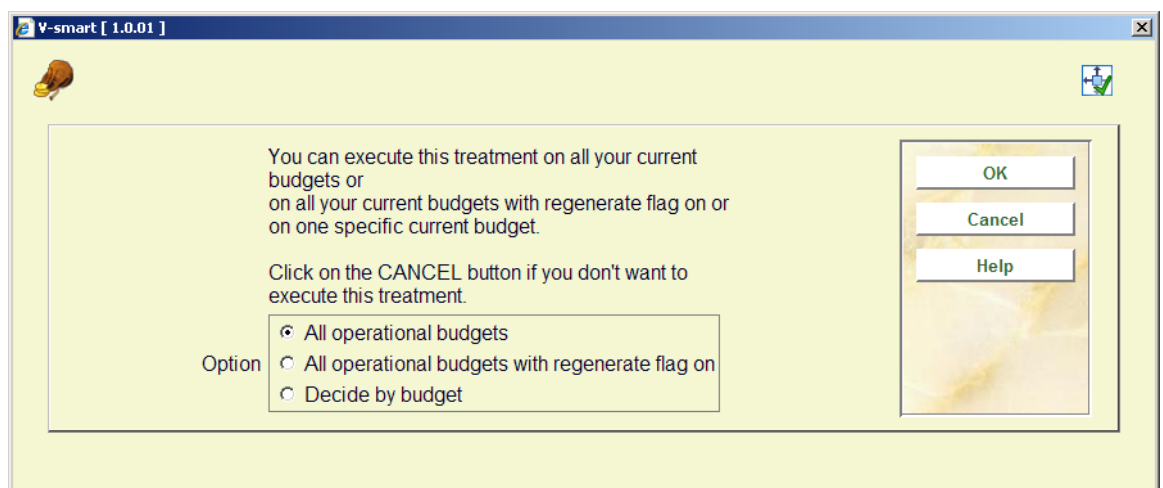 V-smart [ 1.0.01 ]
You can execute this treatment on all your current
budgets or
on all your current budgets with regenerate flag on or
on one specific current budget.
Click on the CANCEL button if you don't want to
execute this treatment.
Option
All operational budgets
All operational budgets with regenerate flag on
Decide by budget
OK
Cancel
Help